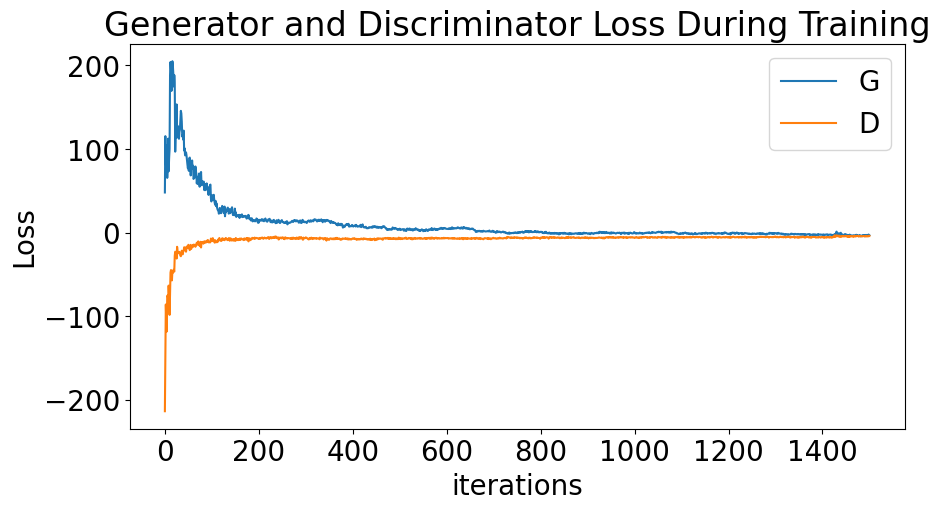 Generator and Discriminator Loss During Training
G
D
200
100
0
−100
−200
Loss
0 200 400 600 800 1000 1200 1400
iterations